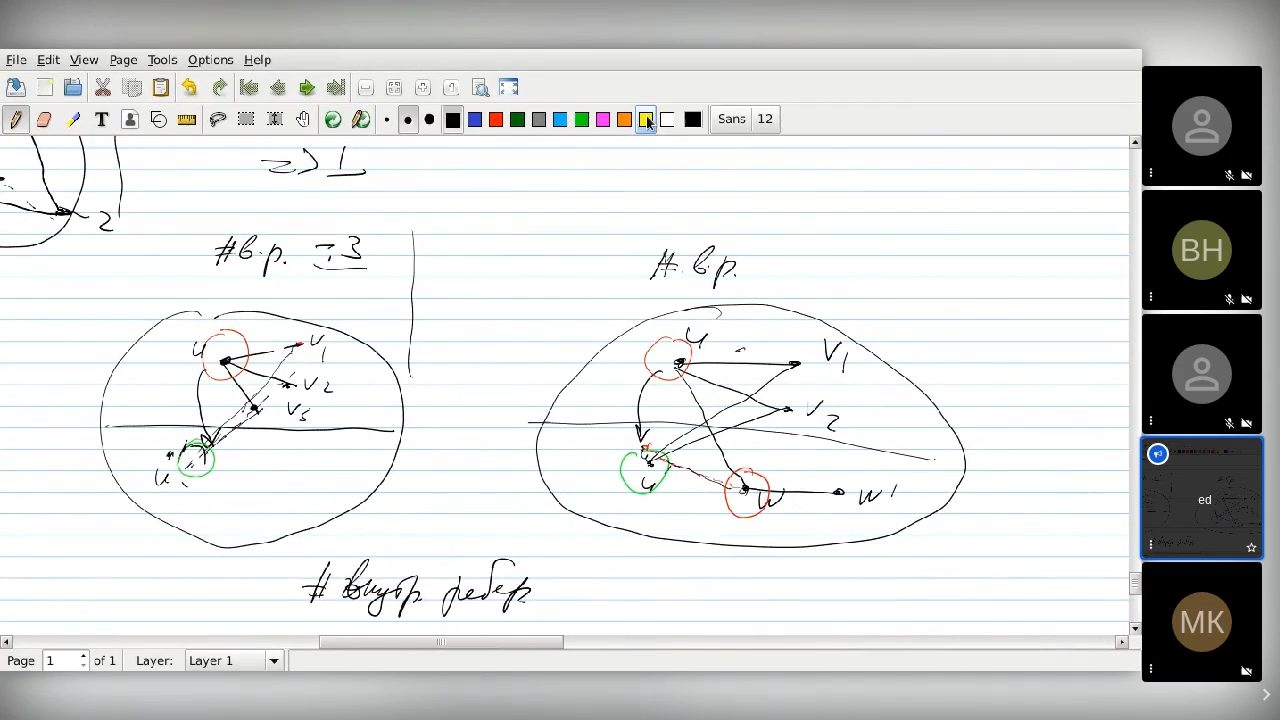 File Edit View Page Tools Options Help
Sans 12
2
z > 1
#в.р. = 3
#в.р.
u v1
v2
v3
u
u v1
v2
u w w'
# внутр ребер
BH
ed
MK
Page 1 of 1 Layer: Layer 1